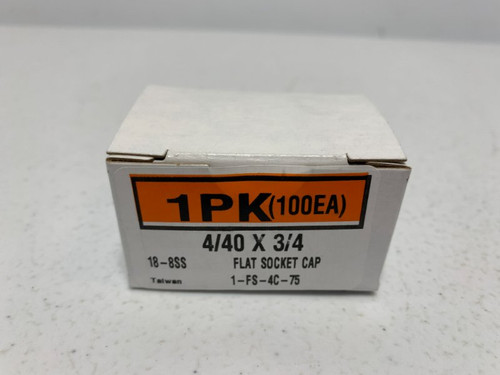 1PK(100EA)
4/40 X 3/4
18-8SS FLAT SOCKET CAP
Taiwan 1-FS-4C-75